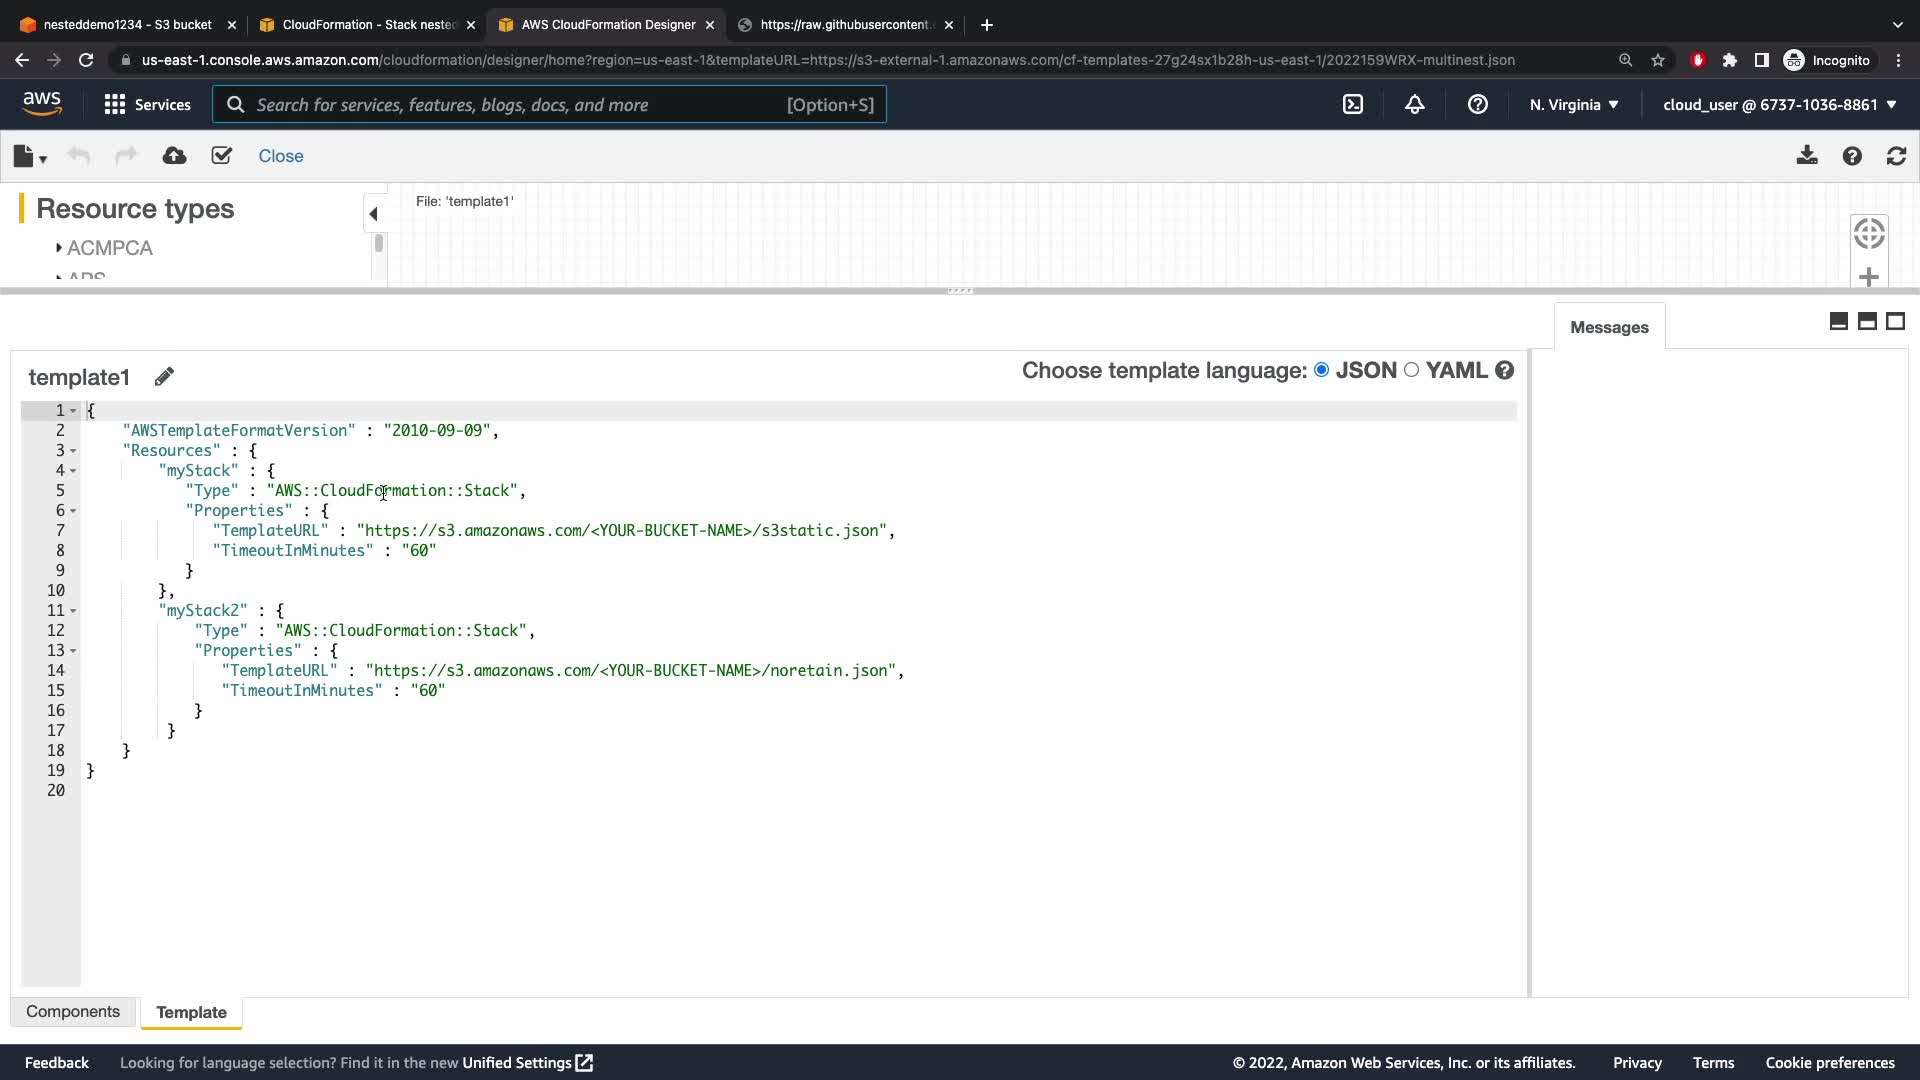 nesteddemo1234 - S3 bucket
CloudFormation - Stack nested
AWS CloudFormation Designer
https://raw.githubusercontent.c
us-east-1.console.aws.amazon.com/cloudformation/designer/home?region=us-east-1&templateURL=https://s3-external-1.amazonaws.com/cf-templates-27g24sx1b28h-us-east-1/2022159WRX-multinest.json
Incognito
aws
Services
Search for services, features, blogs, docs, and more
[Option+S]
N. Virginia
cloud_user @ 6737-1036-8861
Close
Resource types
File: 'template1'
ACMPCA
APS
Messages
template1
Choose template language: JSON YAML
1 {
2 "AWSTemplateFormatVersion" : "2010-09-09",
3 "Resources" : {
4 "myStack" : {
5 "Type" : "AWS::CloudFormation::Stack",
6 "Properties" : {
7 "TemplateURL" : "https://s3.amazonaws.com/<YOUR-BUCKET-NAME>/s3static.json",
8 "TimeoutInMinutes" : "60"
9 }
10 },
11 "myStack2" : {
12 "Type" : "AWS::CloudFormation::Stack",
13 "Properties" : {
14 "TemplateURL" : "https://s3.amazonaws.com/<YOUR-BUCKET-NAME>/noretain.json",
15 "TimeoutInMinutes" : "60"
16 }
17 }
18 }
19 }
20
Components
Template
Feedback
Looking for language selection? Find it in the new Unified Settings
© 2022, Amazon Web Services, Inc. or its affiliates.
Privacy
Terms
Cookie preferences